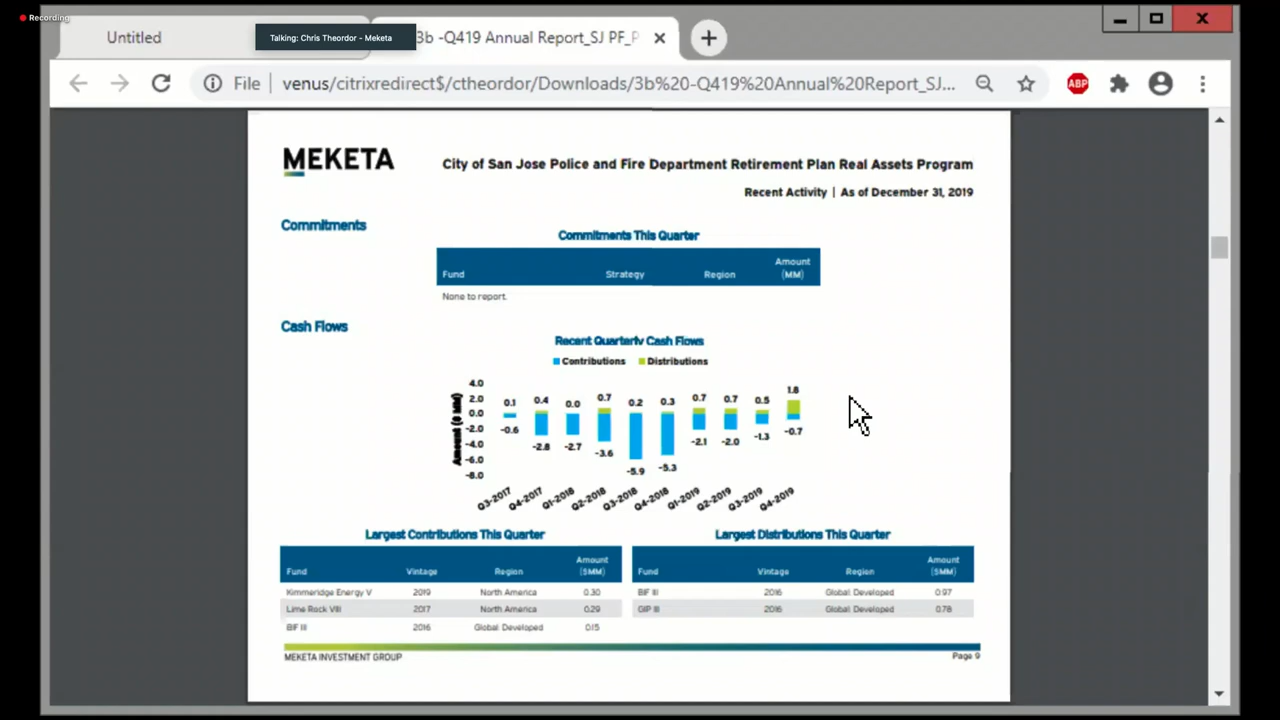 Recording
Untitled
Talking: Chris Theordor - Meketa
3b -Q419 Annual Report_SJ PF_P
File
venus/citrixredirect$/ctheordor/Downloads/3b%20-Q419%20Annual%20Report_SJ...
ABP
MEKETA
City of San Jose Police and Fire Department Retirement Plan Real Assets Program
Recent Activity | As of December 31, 2019
Commitments
Commitments This Quarter
Fund Strategy Region Amount (MM)
None to report.
Cash Flows
Recent Quarterly Cash Flows
Contributions Distributions
Amount ($ MM)
4.0
2.0
0.0
-2.0
-4.0
-6.0
-8.0
0.1 0.4 0.0 0.7 0.2 0.3 0.7 0.7 0.5 1.8
-0.6 -2.8 -2.7 -3.6 -5.9 -5.3 -2.1 -2.0 -1.3 -0.7
Q3-2017 Q4-2017 Q1-2018 Q2-2018 Q3-2018 Q4-2018 Q1-2019 Q2-2019 Q3-2019 Q4-2019
Largest Contributions This Quarter
Fund Vintage Region Amount ($MM)
Kimmeridge Energy V 2019 North America 0.30
Lime Rock VIII 2017 North America 0.29
BIF III 2016 Global Developed 0.15
Largest Distributions This Quarter
Fund Vintage Region Amount ($MM)
BIF III 2016 Global Developed 0.97
GIP III 2016 Global Developed 0.78
MEKETA INVESTMENT GROUP
Page 9